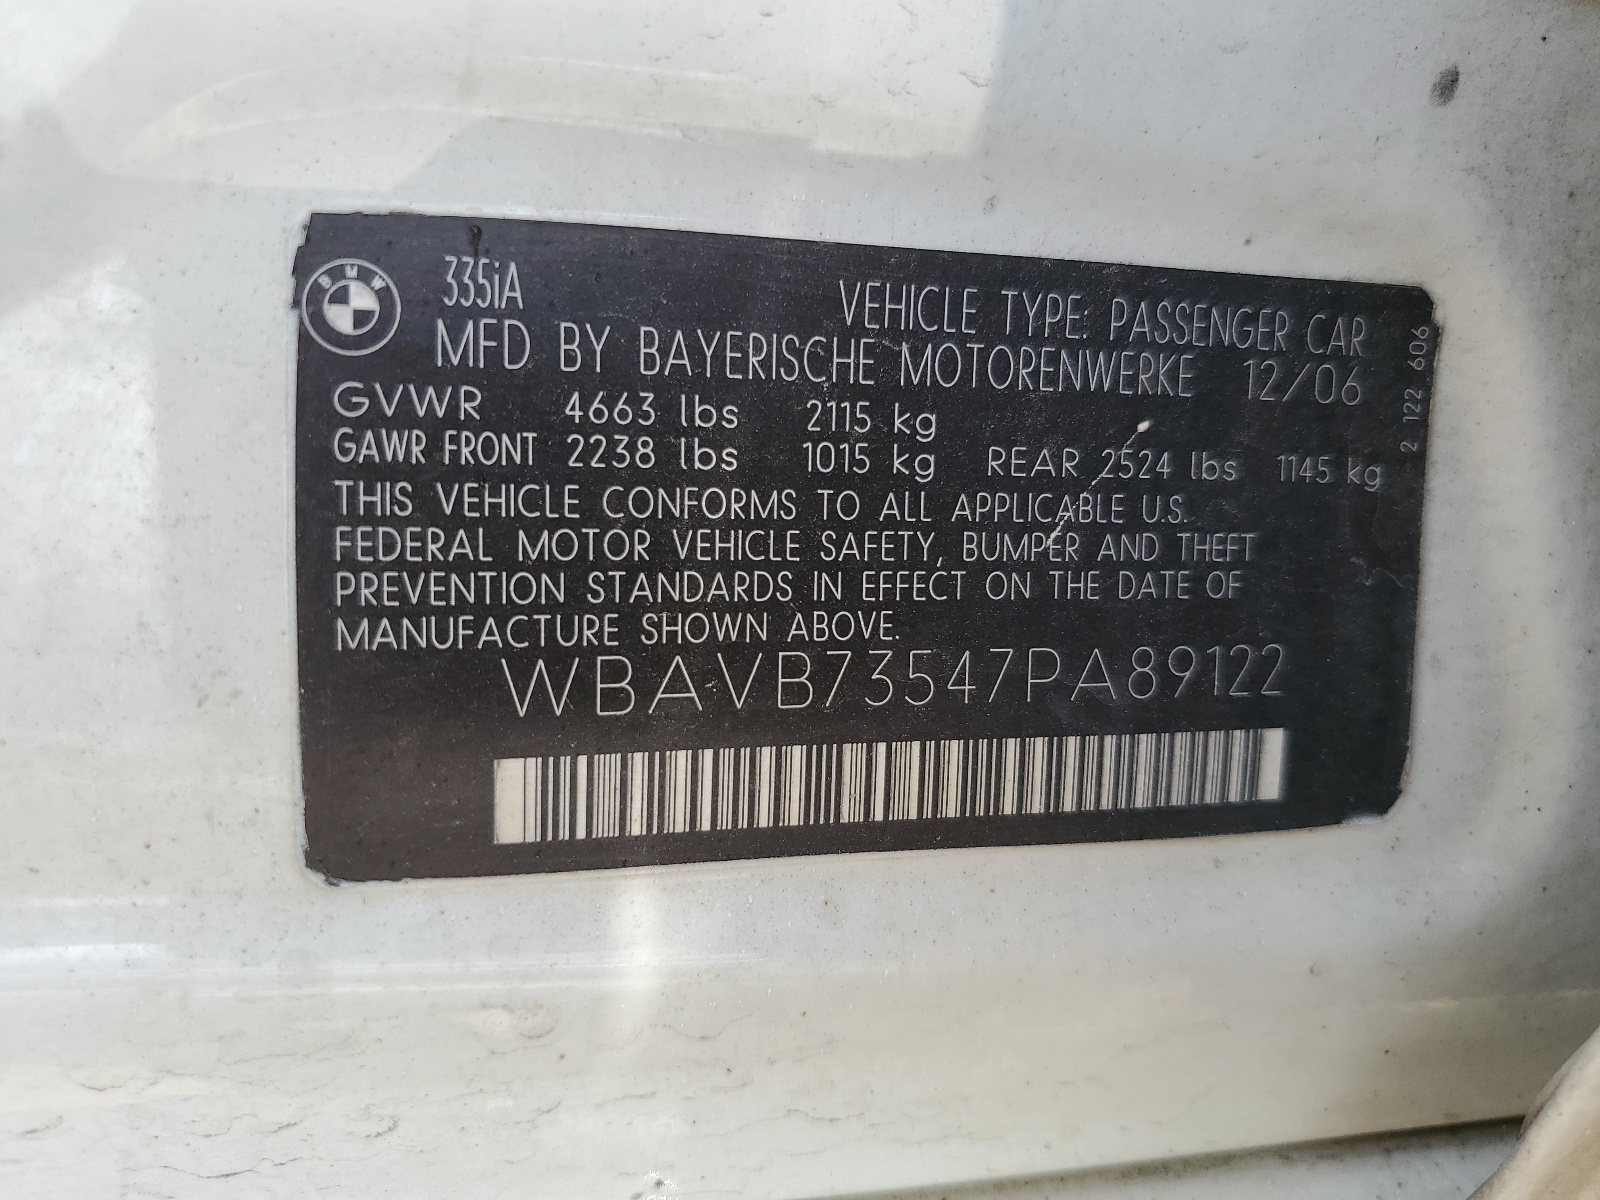 BMW
335iA
VEHICLE TYPE: PASSENGER CAR
MFD BY BAYERISCHE MOTORENWERKE 12/06
GVWR 4663 lbs 2115 kg
GAWR FRONT 2238 lbs 1015 kg REAR 2524 lbs 1145 kg
THIS VEHICLE CONFORMS TO ALL APPLICABLE U.S.
FEDERAL MOTOR VEHICLE SAFETY, BUMPER AND THEFT
PREVENTION STANDARDS IN EFFECT ON THE DATE OF
MANUFACTURE SHOWN ABOVE.
WBAVB73547PA89122
2 122 606